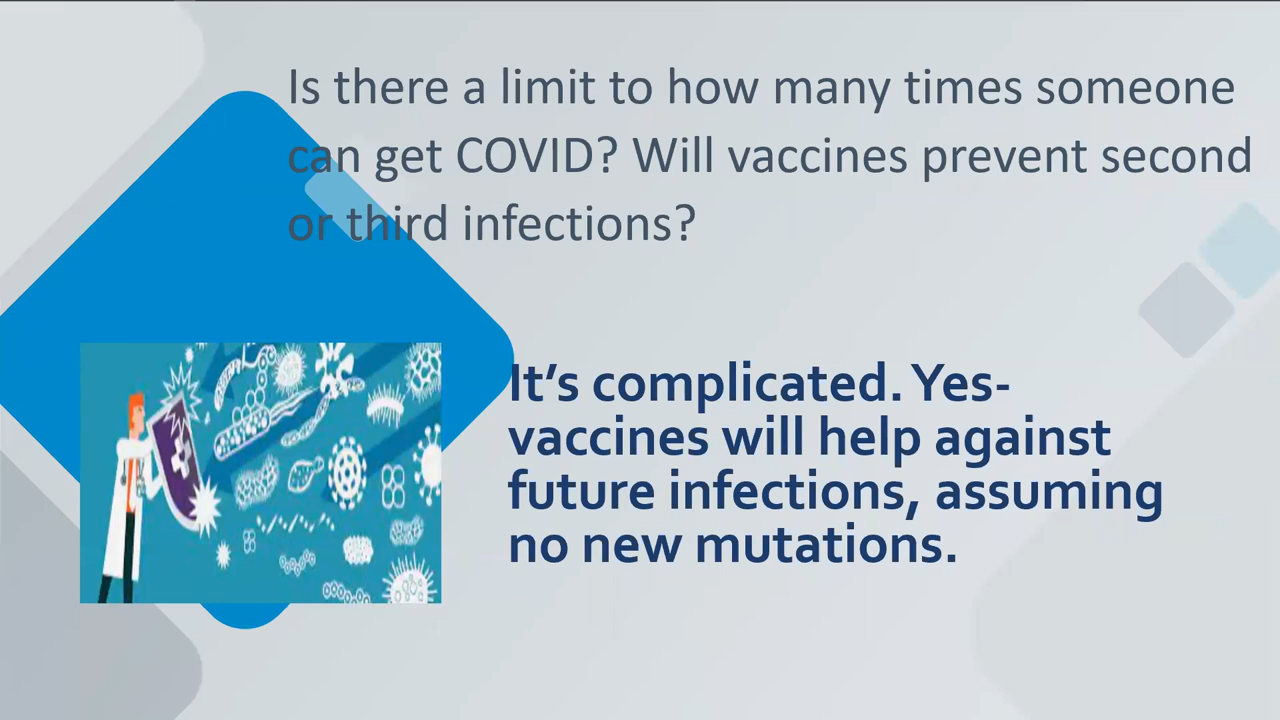 Is there a limit to how many times someone
can get COVID? Will vaccines prevent second
or third infections?
It’s complicated. Yes-
vaccines will help against
future infections, assuming
no new mutations.